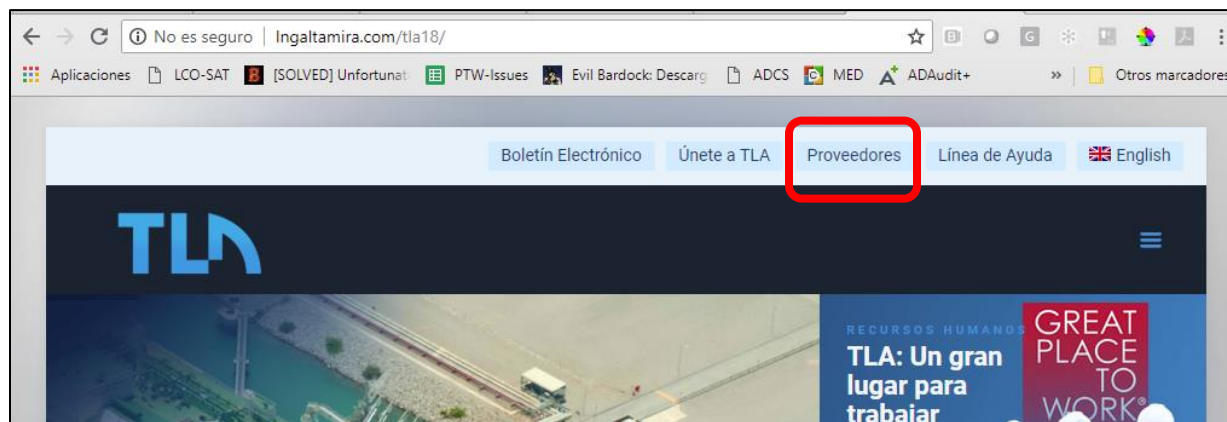 No es seguro | lngaltamira.com/tla18/
Aplicaciones LCO-SAT [SOLVED] Unfortunat PTW-Issues Evil Bardock: Descarg ADCS MED ADAudit+ » Otros marcadores
Boletín Electrónico Únete a TLA Proveedores Línea de Ayuda English
TLA
RECURSOS HUMANOS
TLA: Un gran
lugar para
trabajar
GREAT
PLACE
TO
WORK®